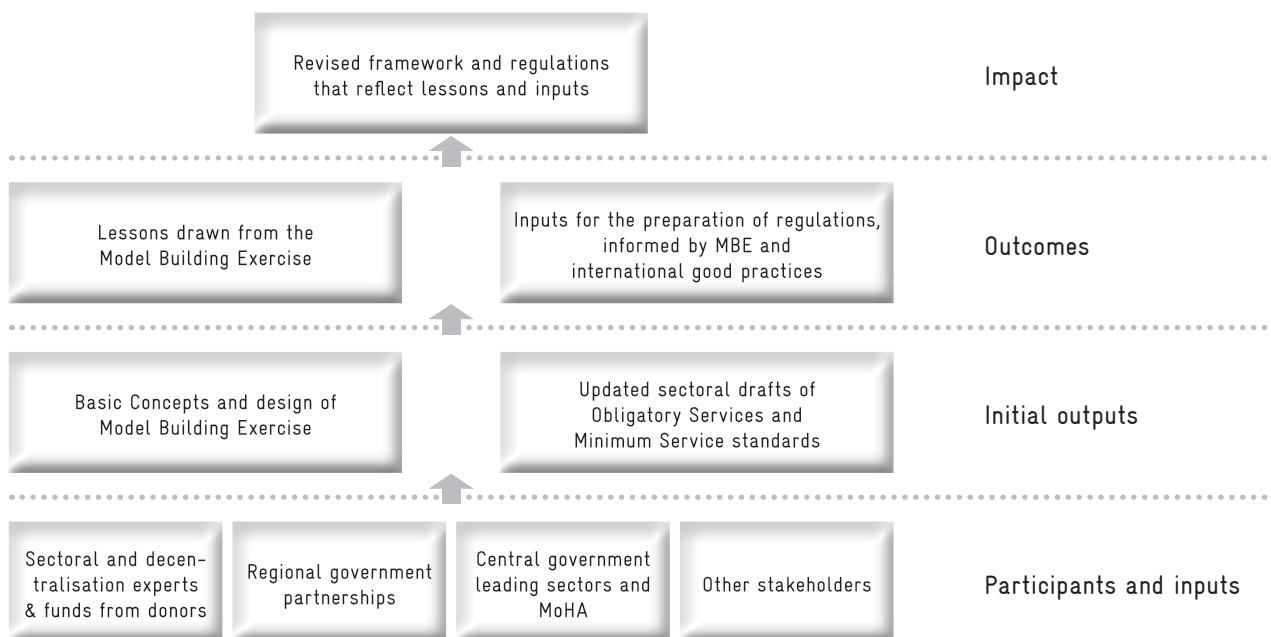 Revised framework and regulations
that reflect lessons and inputs
Impact
Lessons drawn from the
Model Building Exercise
Inputs for the preparation of regulations,
informed by MBE and
international good practices
Outcomes
Basic Concepts and design of
Model Building Exercise
Updated sectoral drafts of
Obligatory Services and
Minimum Service standards
Initial outputs
Sectoral and decen-
tralisation experts
& funds from donors
Regional government
partnerships
Central government
leading sectors and
MoHA
Other stakeholders
Participants and inputs